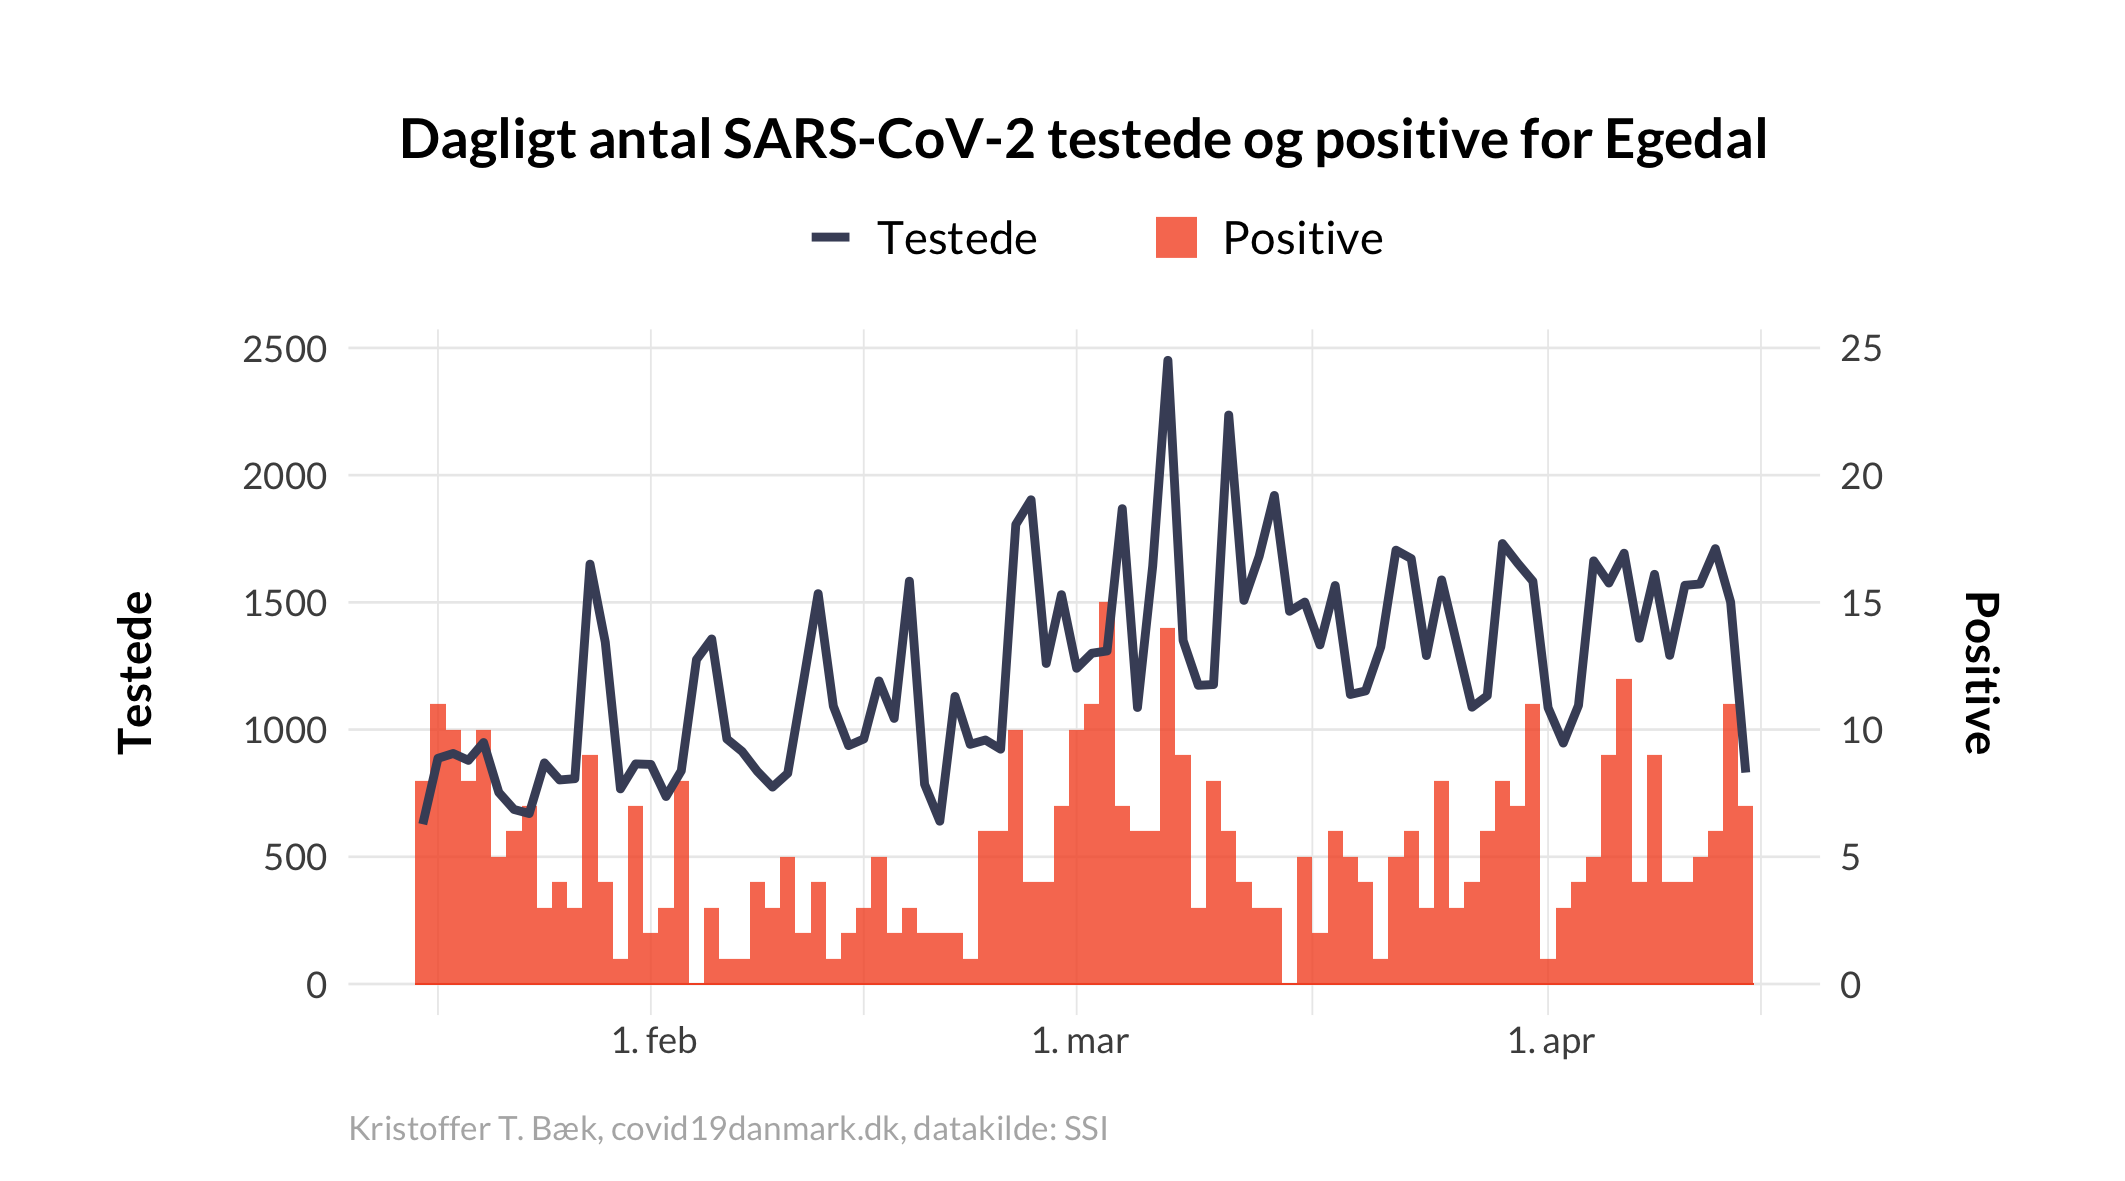 Dagligt antal SARS-CoV-2 testede og positive for Egedal
Testede Positive
2500 25
2000 20
1500 15
1000 10
500 5
0 0
Testede
Positive
1. feb 1. mar 1. apr
Kristoffer T. Bæk, covid19danmark.dk, datakilde: SSI